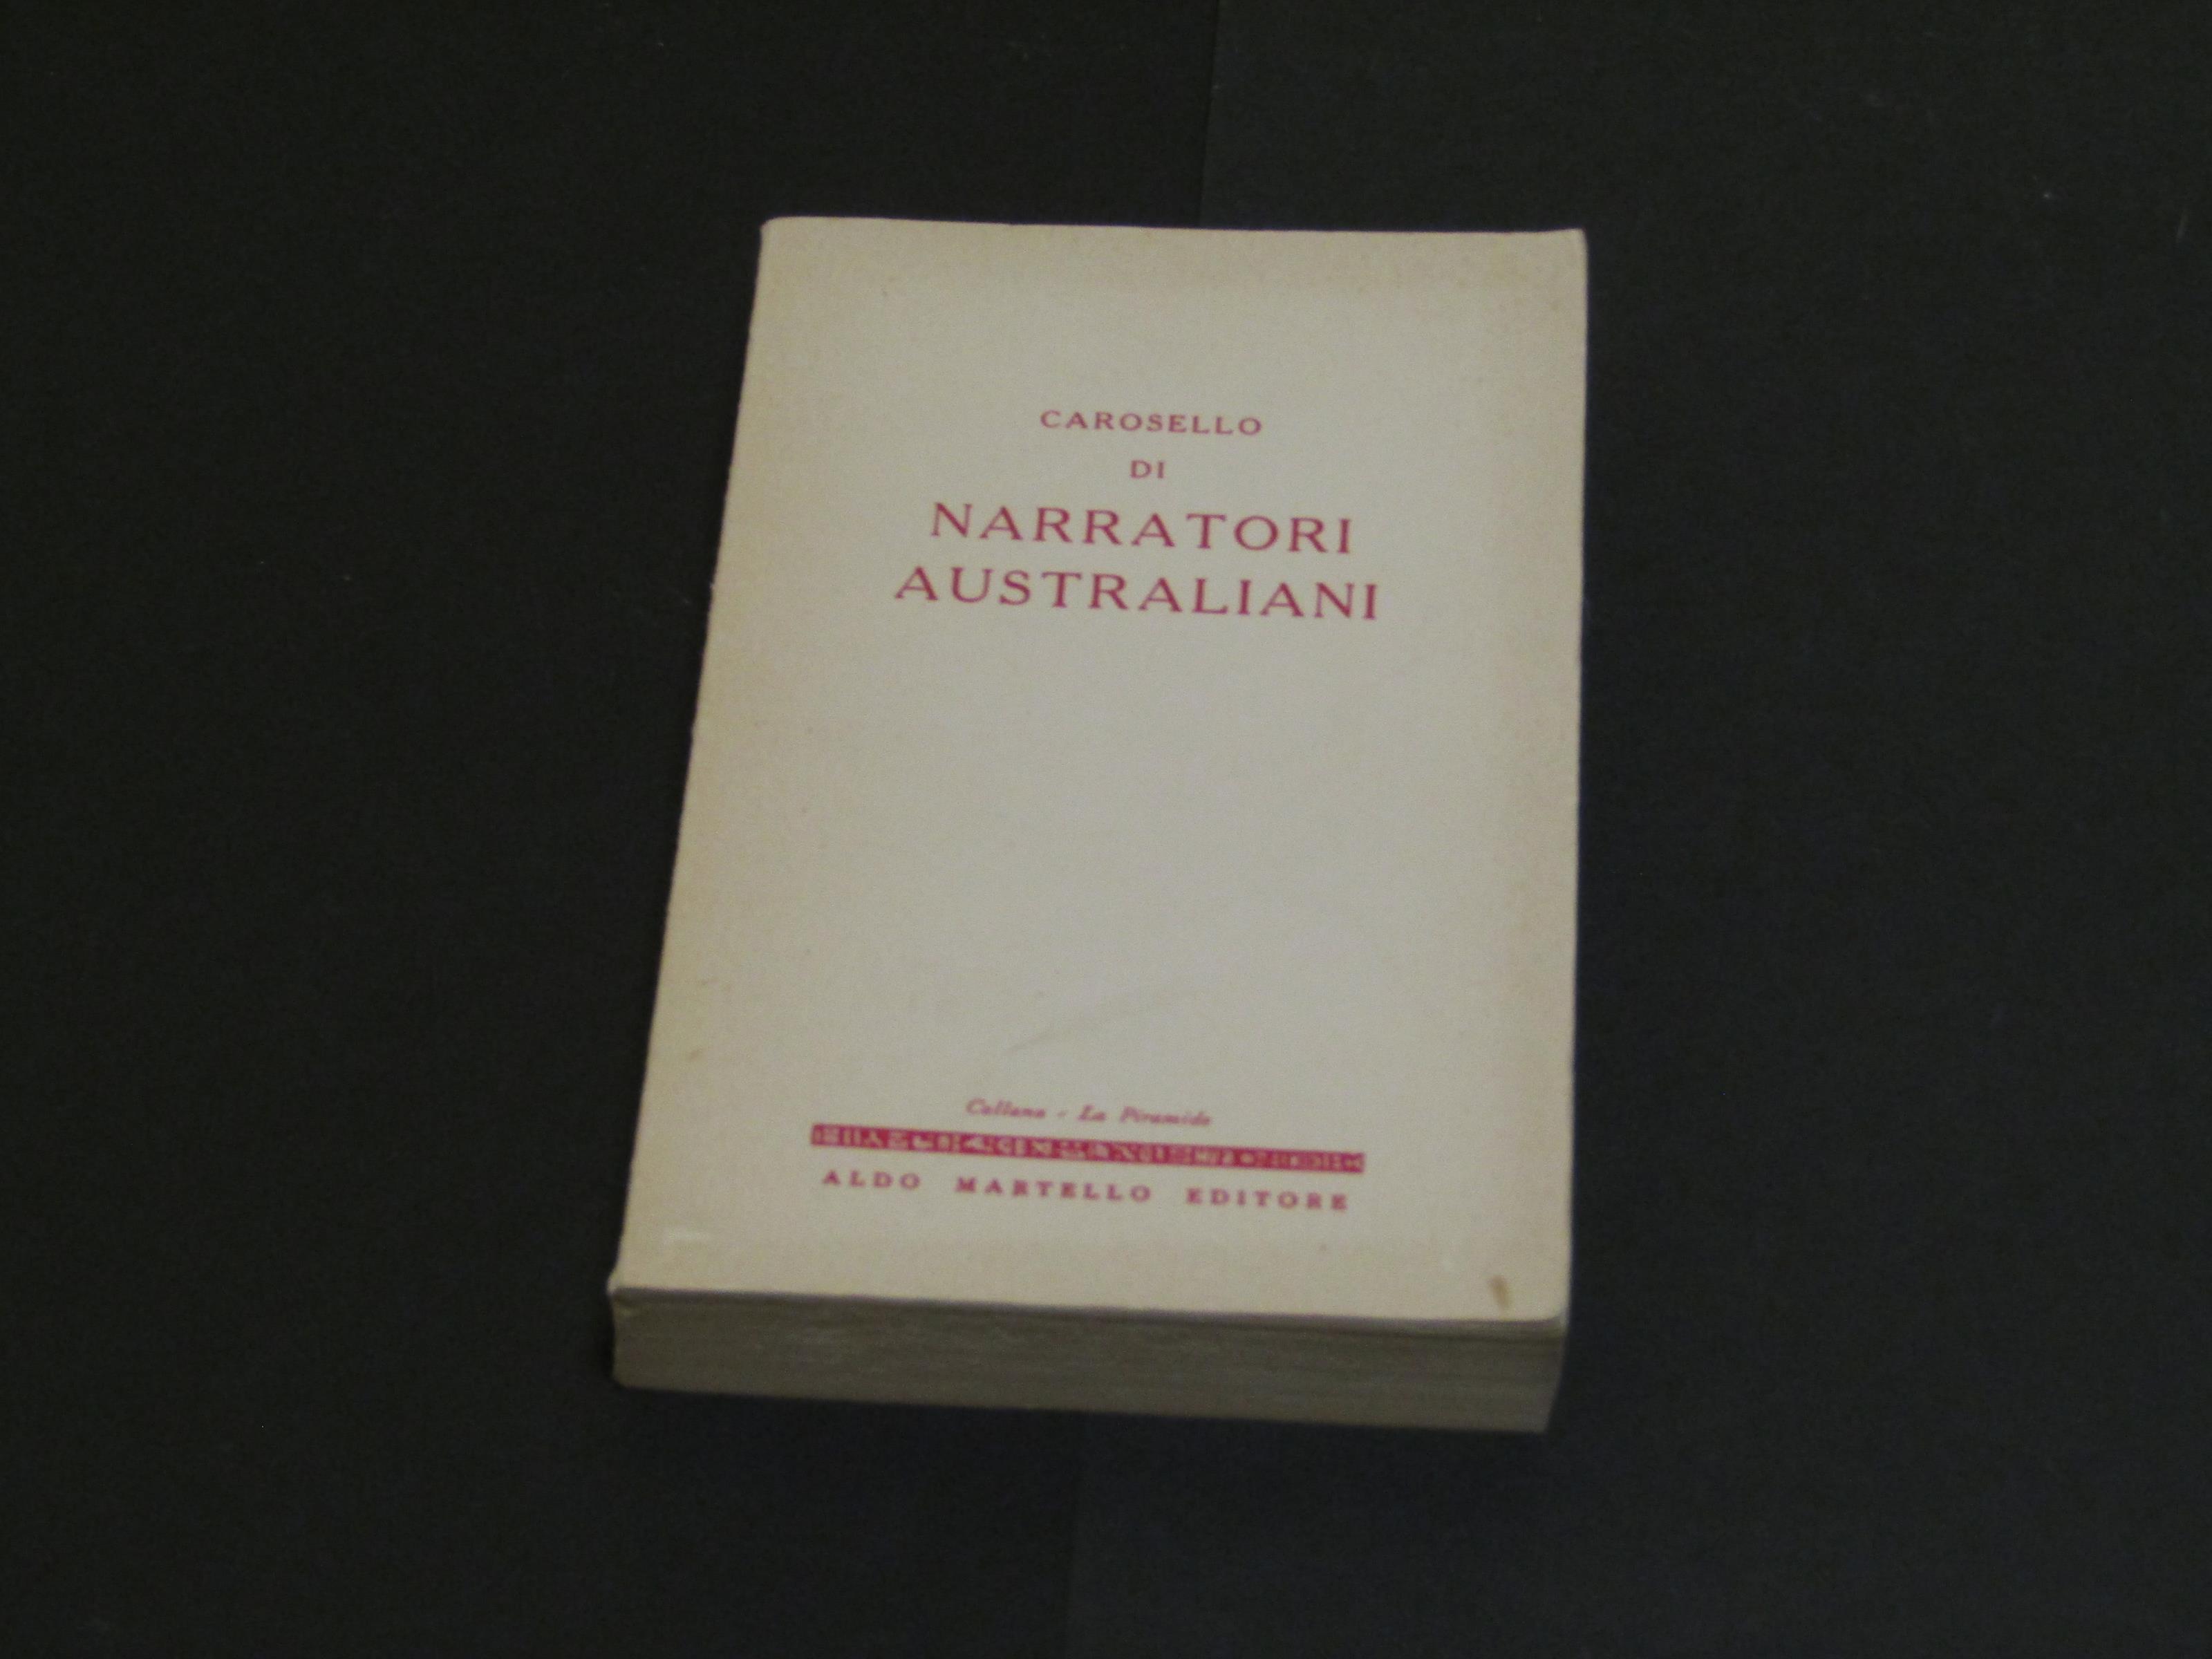 CAROSELLO
DI
NARRATORI
AUSTRALIANI
Collana - La Piramide
ALDO MARTELLO EDITORE